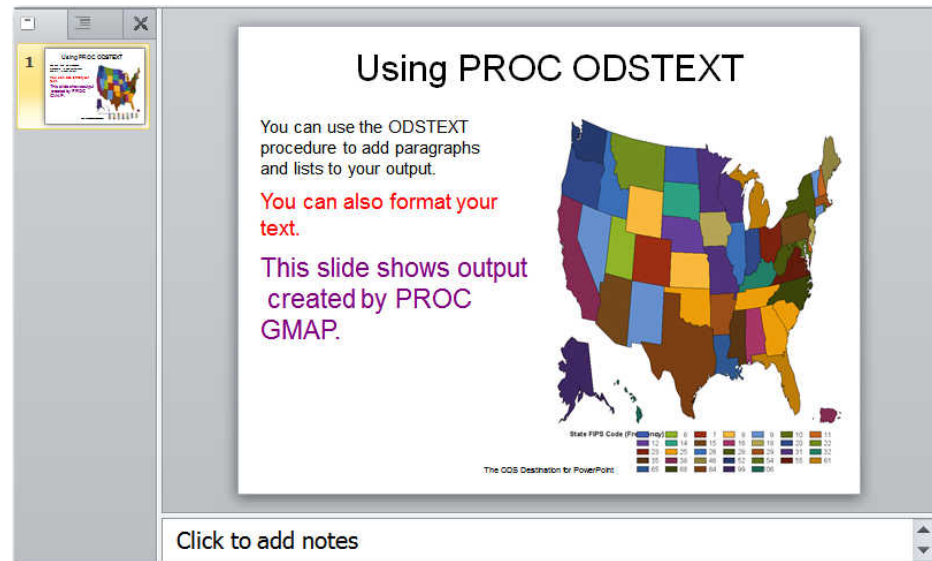 1
Using PROC ODSTEXT
You can use the ODSTEXT
procedure to add paragraphs
and lists to your output.
You can also format your
text.
This slide shows output
created by PROC
GMAP.
State FIPS Code
The ODS Destination for PowerPoint
Click to add notes